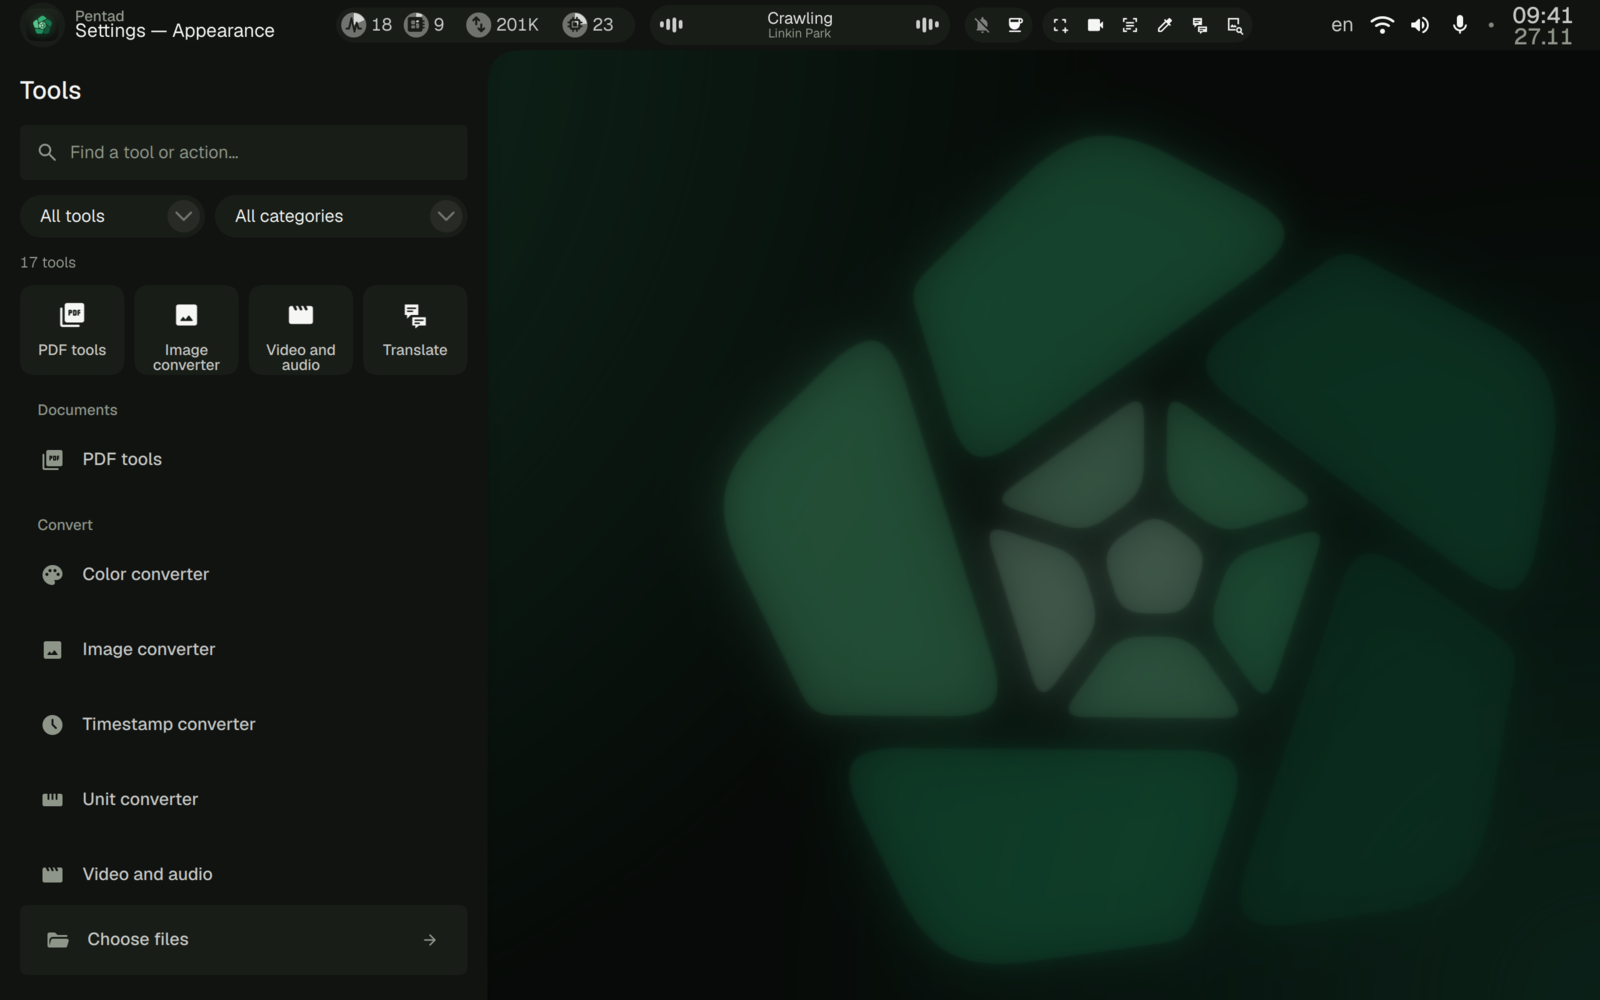 Pentad
Settings — Appearance
18
9
201K
23
Crawling
Linkin Park
en
09:41
27.11
Tools
Find a tool or action...
All tools
All categories
17 tools
PDF
PDF tools
Image
converter
Video and
audio
Translate
Documents
PDF
PDF tools
Convert
Color converter
Image converter
Timestamp converter
Unit converter
Video and audio
Choose files